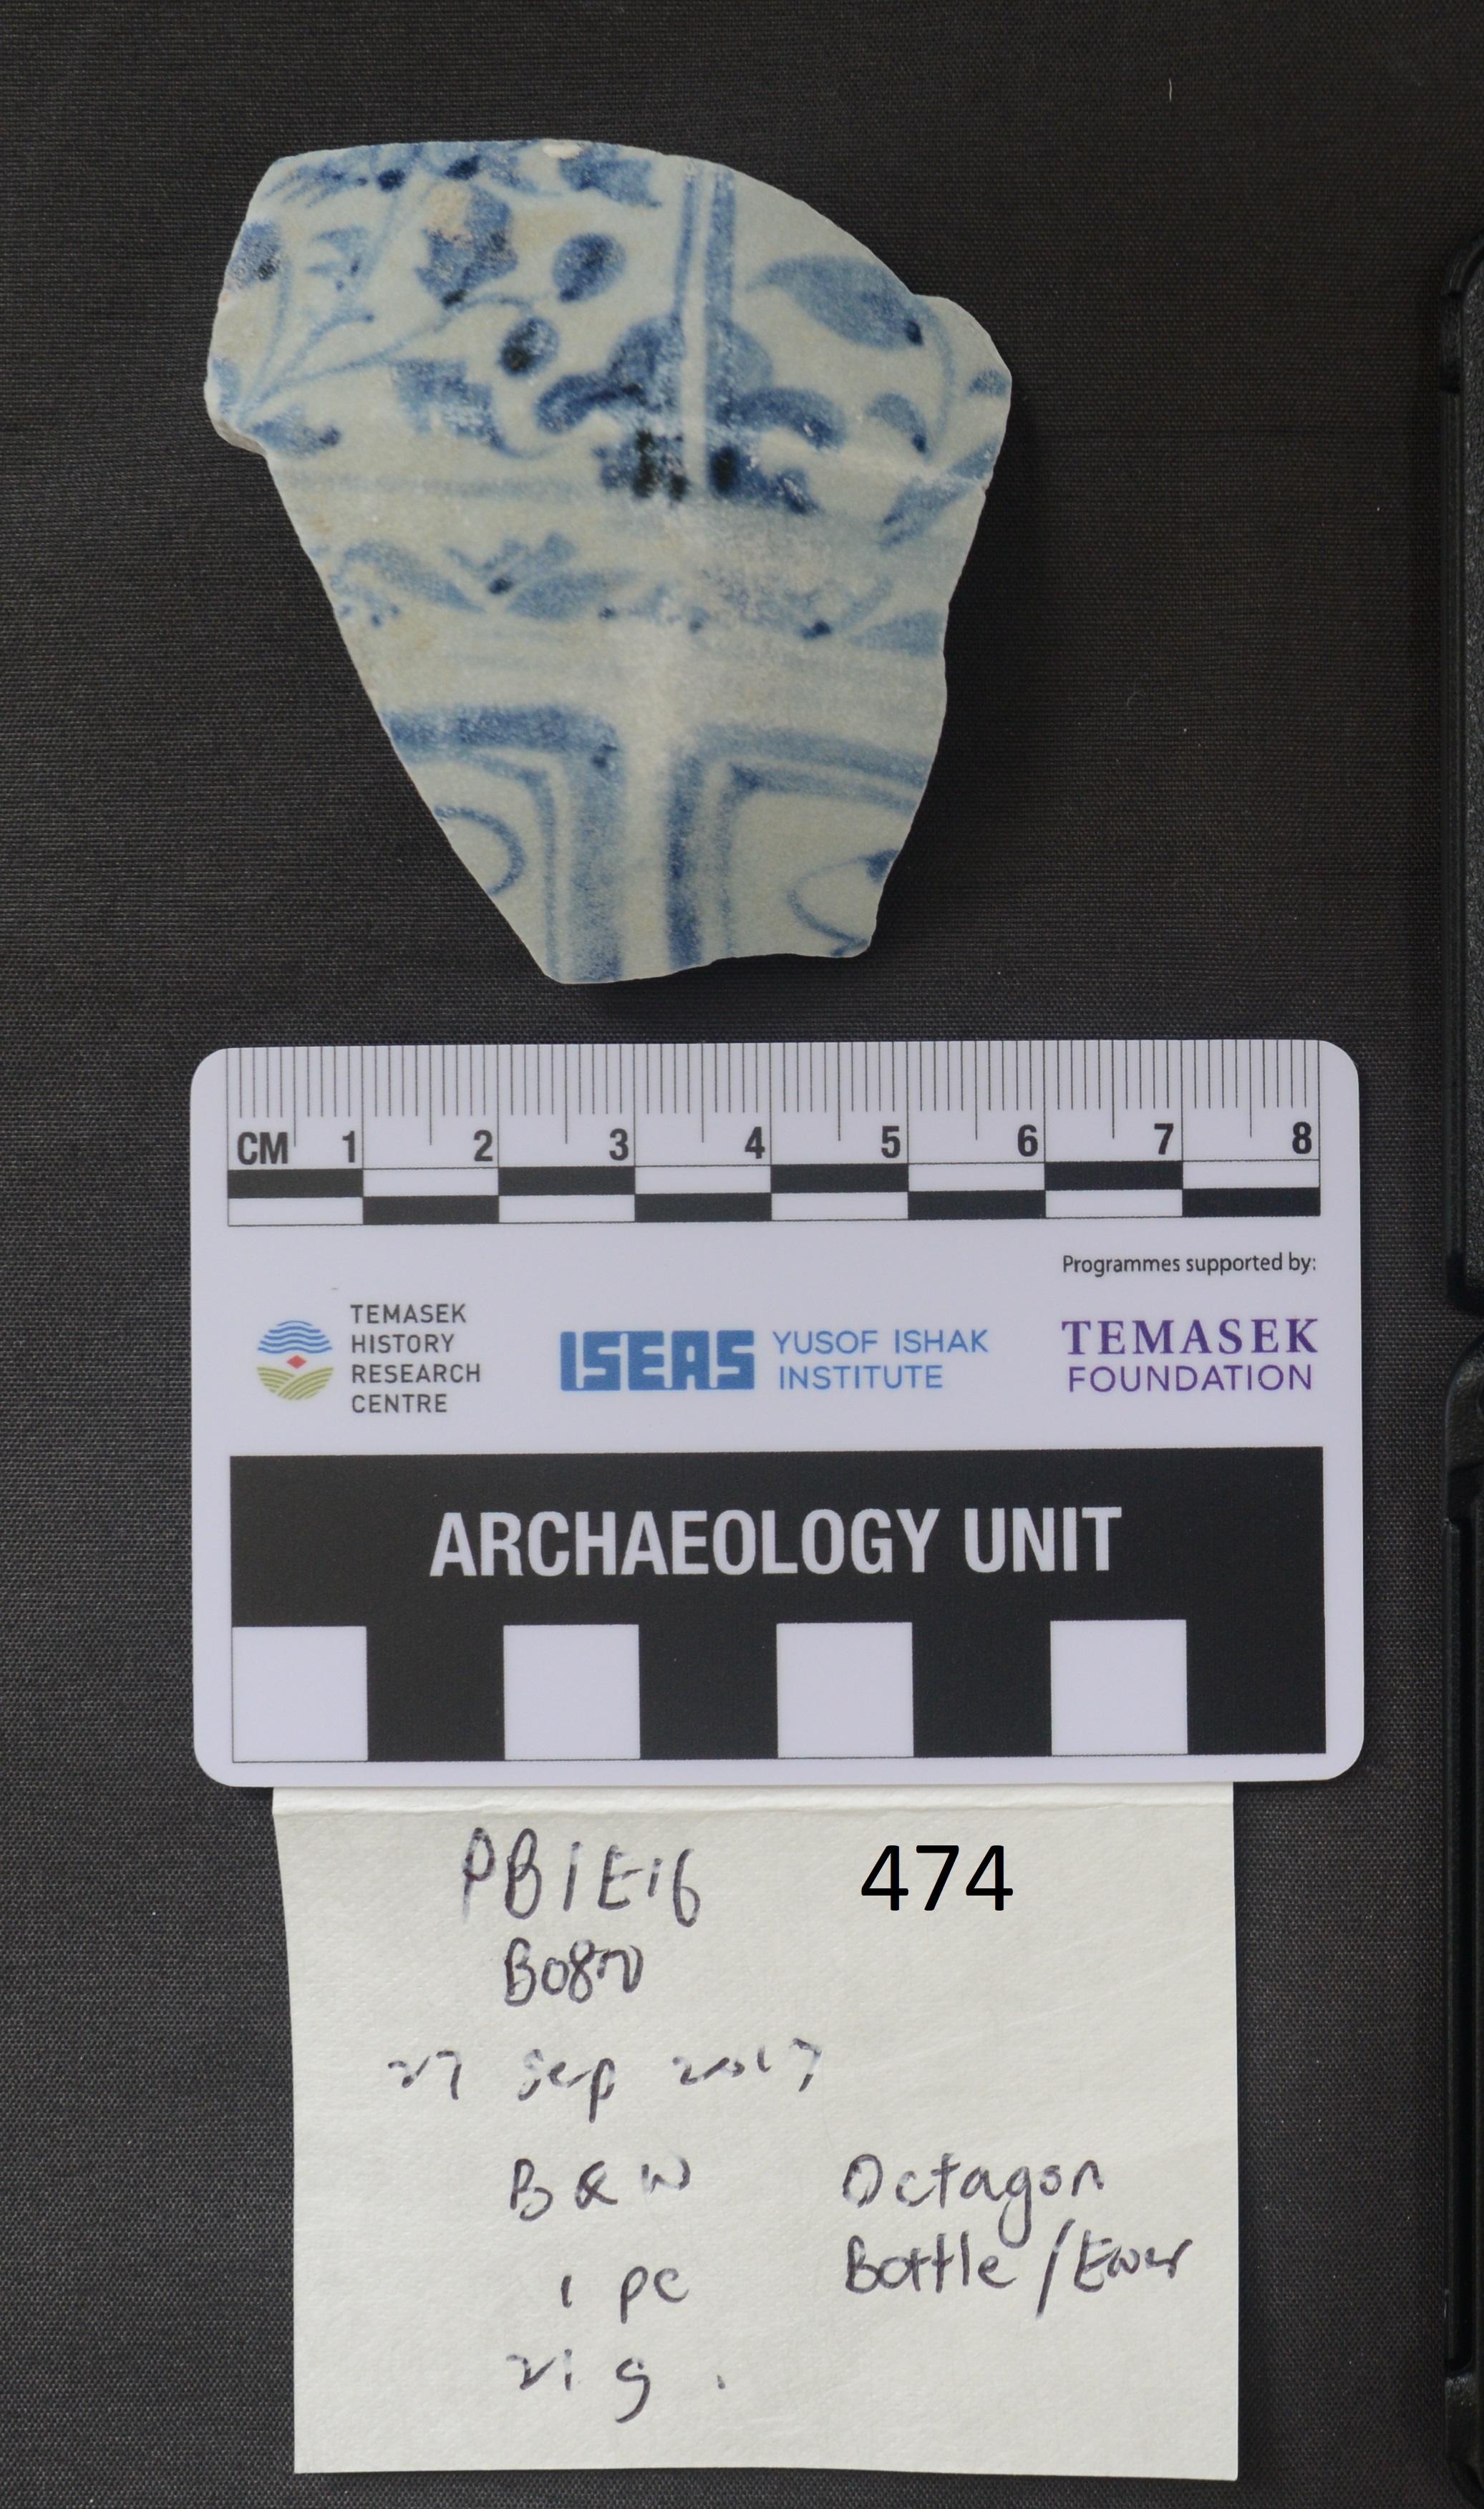 CM 1 2 3 4 5 6 7 8
Programmes supported by:
TEMASEK
HISTORY
RESEARCH
CENTRE
ISEAS YUSOF ISHAK
INSTITUTE
TEMASEK
FOUNDATION
ARCHAEOLOGY UNIT
PB1E16 474
27 Sep 2017
B & W Octagon
1 pc Bottle/Ewer
21 g.